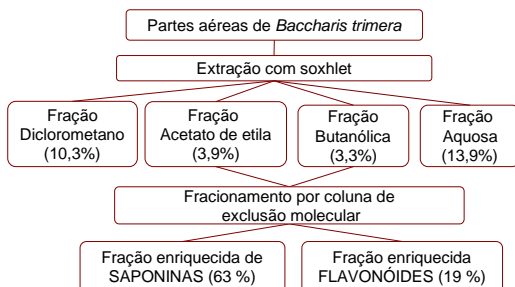 Partes aéreas de Baccharis trimera
Extração com soxhlet
Fração
Diclorometano
(10,3%)
Fração
Acetato de etila
(3,9%)
Fração
Butanólica
(3,3%)
Fração
Aquosa
(13,9%)
Fracionamento por coluna de
exclusão molecular
Fração enriquecida de
SAPONINAS (63 %)
Fração enriquecida
FLAVONÓIDES (19 %)